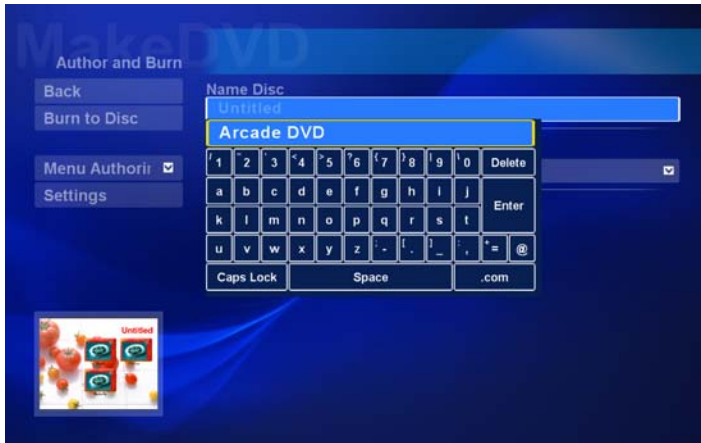 MakeDVD
Author and Burn
Back
Burn to Disc
Menu Authorin
Settings
Name Disc
Untitled
Arcade DVD
1 2 3 < 4 > 5 ? 6 { 7 } 8 | 9 \ 0 Delete
a b c d e f g h i j
Enter
k l m n o p q r s t
u v w x y z ; - [ . ] _ : , + = @
Caps Lock Space .com
Untitled